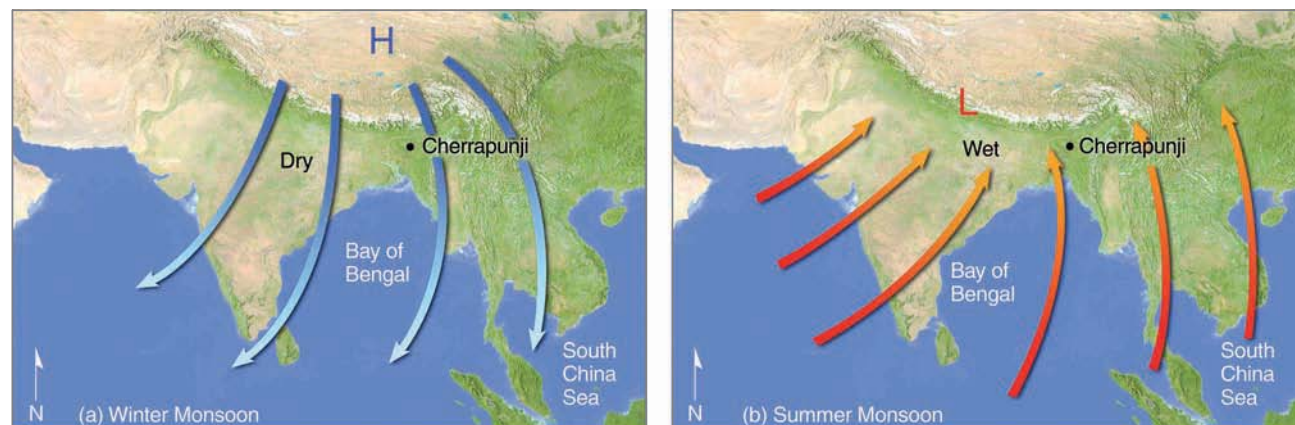 H
Dry
Cherrapunji
Bay of
Bengal
South
China
Sea
N
(a) Winter Monsoon
L
Wet
Cherrapunji
Bay of
Bengal
South
China
Sea
N
(b) Summer Monsoon